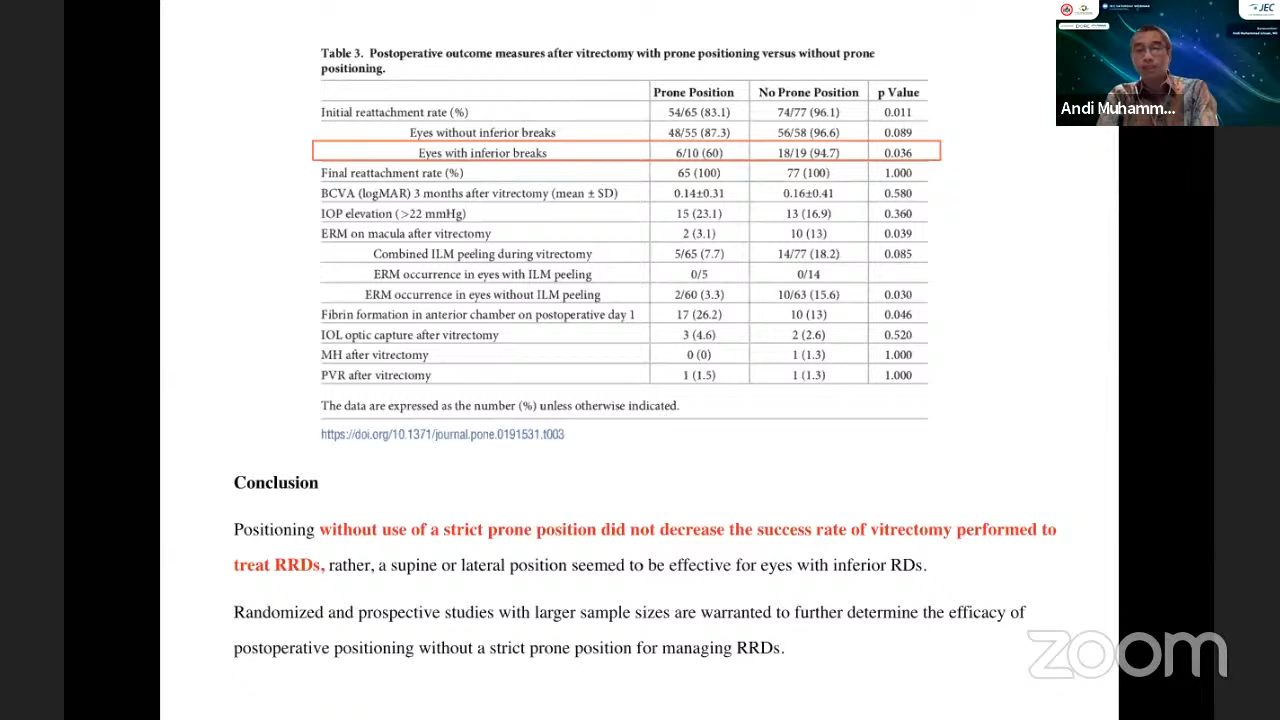 JEC SATURDAY WEBINAR
JEC
Table 3. Postoperative outcome measures after vitrectomy with prone positioning versus without prone
positioning.
Prone Position No Prone Position p Value
Initial reattachment rate (%) 54/65 (83.1) 74/77 (96.1) 0.011
Eyes without inferior breaks 48/55 (87.3) 56/58 (96.6) 0.089
Eyes with inferior breaks 6/10 (60) 18/19 (94.7) 0.036
Final reattachment rate (%) 65 (100) 77 (100) 1.000
BCVA (logMAR) 3 months after vitrectomy (mean ± SD) 0.14±0.31 0.16±0.41 0.580
IOP elevation (>22 mmHg) 15 (23.1) 13 (16.9) 0.360
ERM on macula after vitrectomy 2 (3.1) 10 (13) 0.039
Combined ILM peeling during vitrectomy 5/65 (7.7) 14/77 (18.2) 0.085
ERM occurrence in eyes with ILM peeling 0/5 0/14
ERM occurrence in eyes without ILM peeling 2/60 (3.3) 10/63 (15.6) 0.030
Fibrin formation in anterior chamber on postoperative day 1 17 (26.2) 10 (13) 0.046
IOL optic capture after vitrectomy 3 (4.6) 2 (2.6) 0.520
MH after vitrectomy 0 (0) 1 (1.3) 1.000
PVR after vitrectomy 1 (1.5) 1 (1.3) 1.000
The data are expressed as the number (%) unless otherwise indicated.
https://doi.org/10.1371/journal.pone.0191531.t003
Andi Muhamm...
Conclusion
Positioning without use of a strict prone position did not decrease the success rate of vitrectomy performed to
treat RRDs, rather, a supine or lateral position seemed to be effective for eyes with inferior RDs.
Randomized and prospective studies with larger sample sizes are warranted to further determine the efficacy of
postoperative positioning without a strict prone position for managing RRDs.
zoom